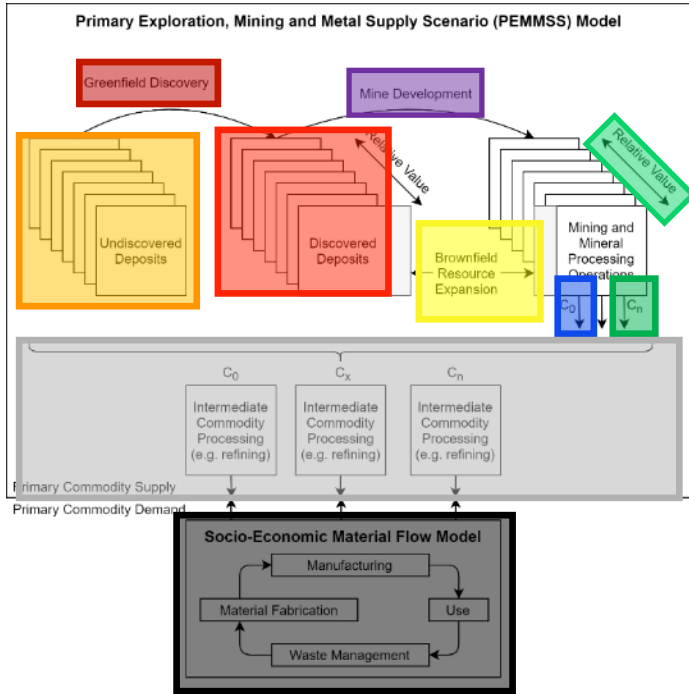 Primary Exploration, Mining and Metal Supply Scenario (PEMMSS) Model
Greenfield Discovery
Mine Development
Relative Value
Relative Value
Undiscovered
Deposits
Discovered
Deposits
Brownfield
Resource
Expansion
Mining and
Mineral
Processing
Operations
C0
Cn
C0
Cx
Cn
Intermediate
Commodity
Processing
(e.g. refining)
Intermediate
Commodity
Processing
(e.g. refining)
Intermediate
Commodity
Processing
(e.g. refining)
Primary Commodity Supply
Primary Commodity Demand
Socio-Economic Material Flow Model
Manufacturing
Material Fabrication
Use
Waste Management